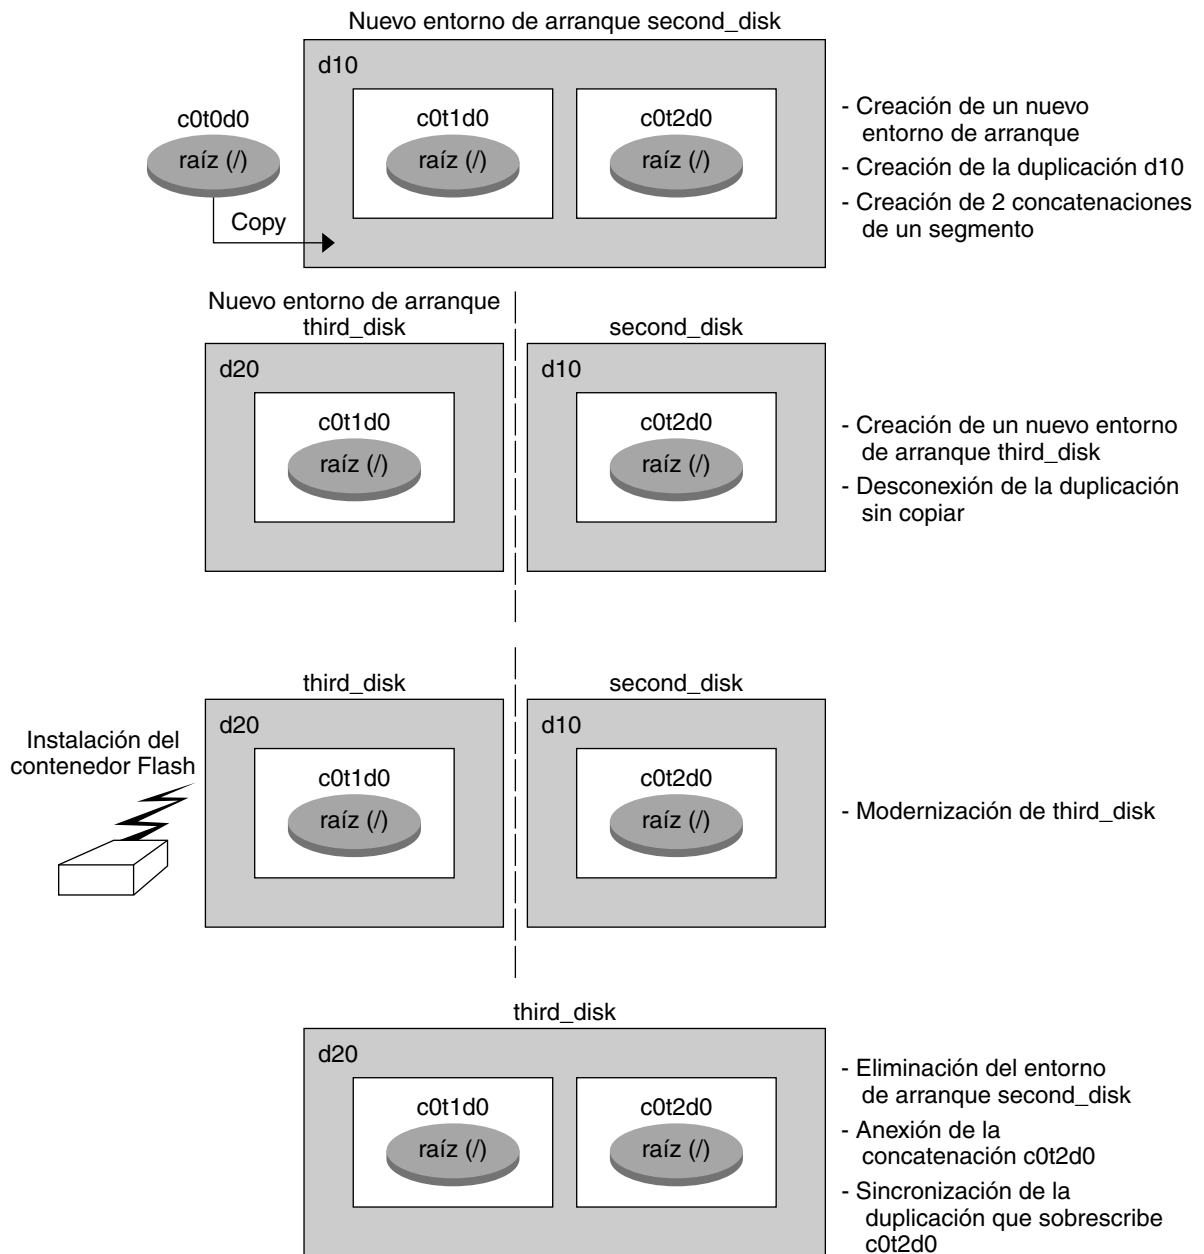 Nuevo entorno de arranque second_disk
d10
c0t0d0
raíz (/)
Copy
c0t1d0
raíz (/)
c0t2d0
raíz (/)
- Creación de un nuevo
entorno de arranque
- Creación de la duplicación d10
- Creación de 2 concatenaciones
de un segmento
Nuevo entorno de arranque
third_disk
d20
c0t1d0
raíz (/)
second_disk
d10
c0t2d0
raíz (/)
- Creación de un nuevo entorno
de arranque third_disk
- Desconexión de la duplicación
sin copiar
Instalación del
contenedor Flash
third_disk
d20
c0t1d0
raíz (/)
second_disk
d10
c0t2d0
raíz (/)
- Modernización de third_disk
third_disk
d20
c0t1d0
raíz (/)
c0t2d0
raíz (/)
- Eliminación del entorno
de arranque second_disk
- Anexión de la
concatenación c0t2d0
- Sincronización de la
duplicación que sobrescribe
c0t2d0